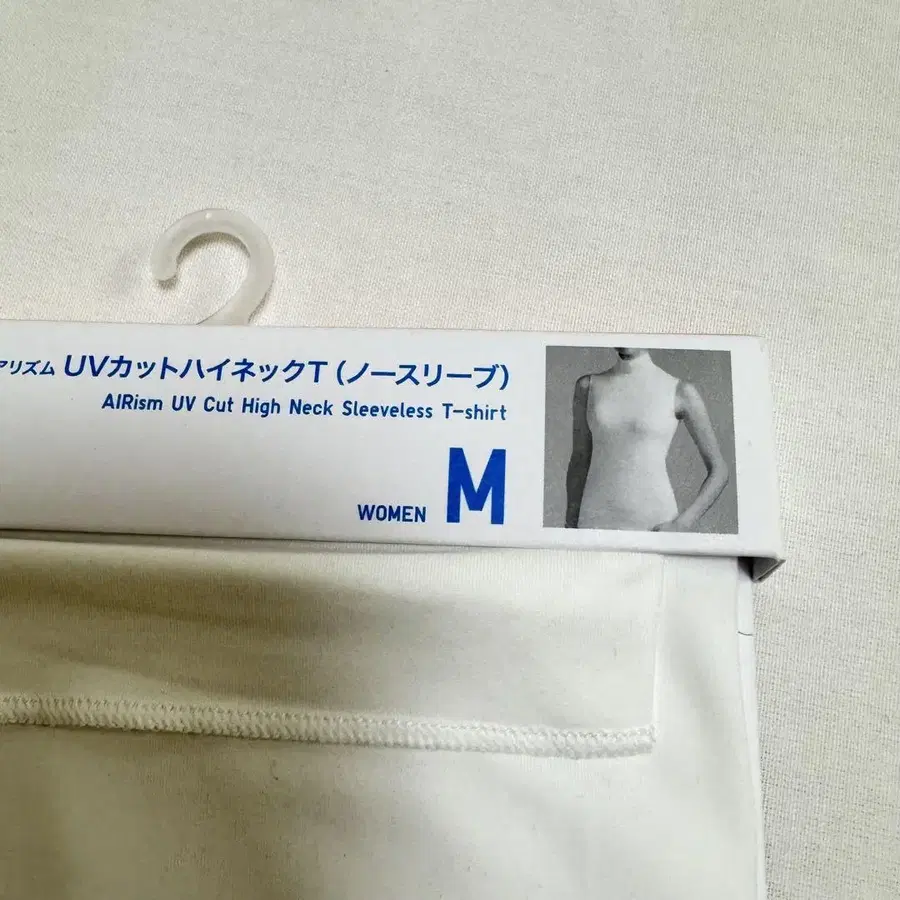 アリズム UVカットハイネックT(ノースリーブ)
AIRism UV Cut High Neck Sleeveless T-shirt
WOMEN M